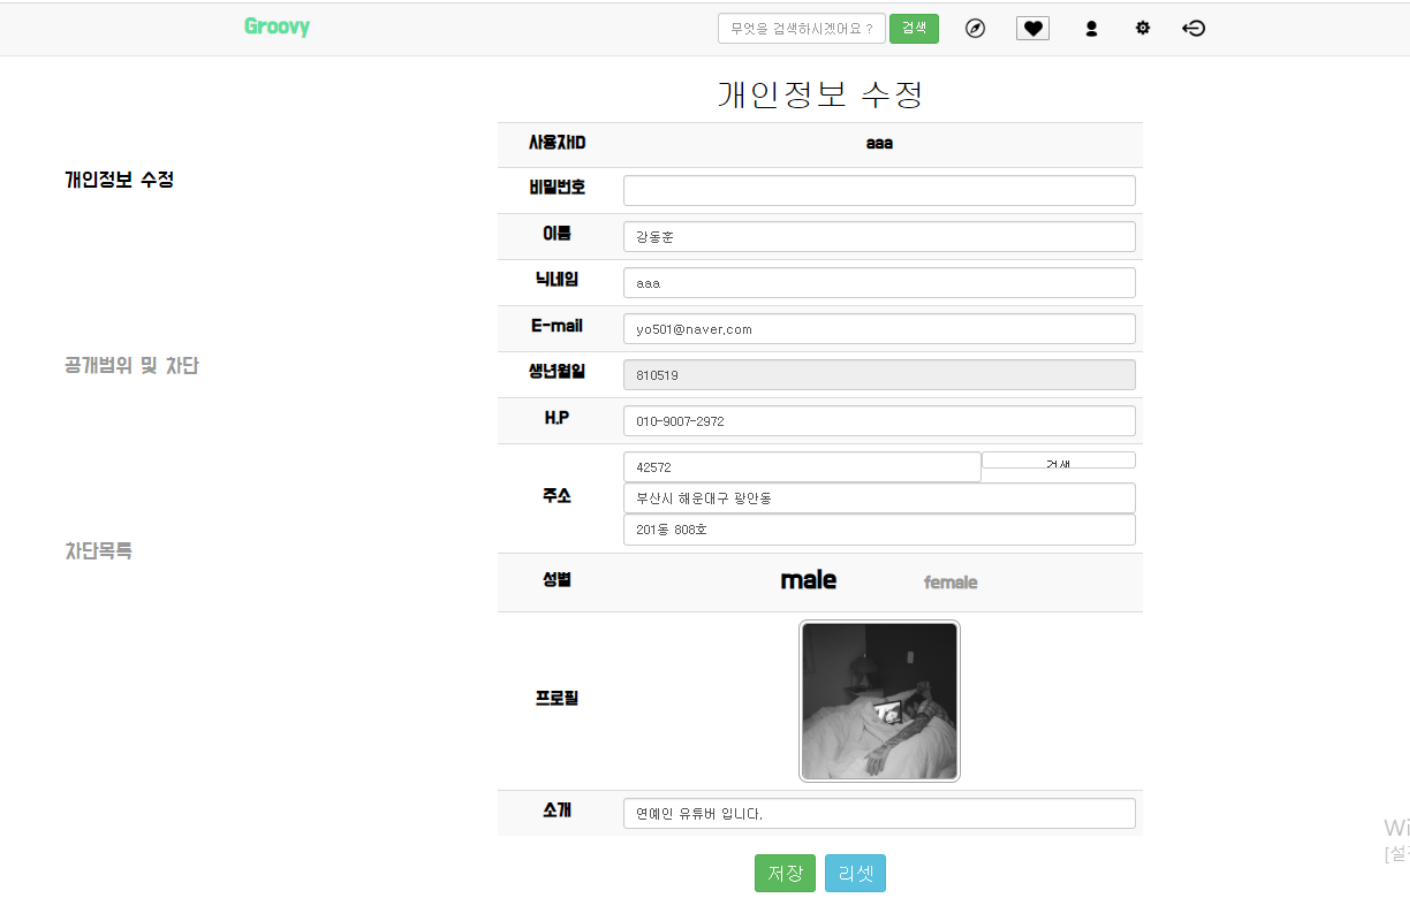 Groovy
무엇을 검색하시겠어요 ?
검색
개인정보 수정
개인정보 수정
공개범위 및 차단
차단목록
사용자ID
aaa
비밀번호
이름
강동훈
닉네임
aaa
E-mail
yo501@naver.com
생년월일
810519
H.P
010-9007-2972
주소
42572
검색
부산시 해운대구 광안동
201동 808호
성별
male
female
프로필
소개
연예인 유튜버 입니다.
저장
리셋
Wi